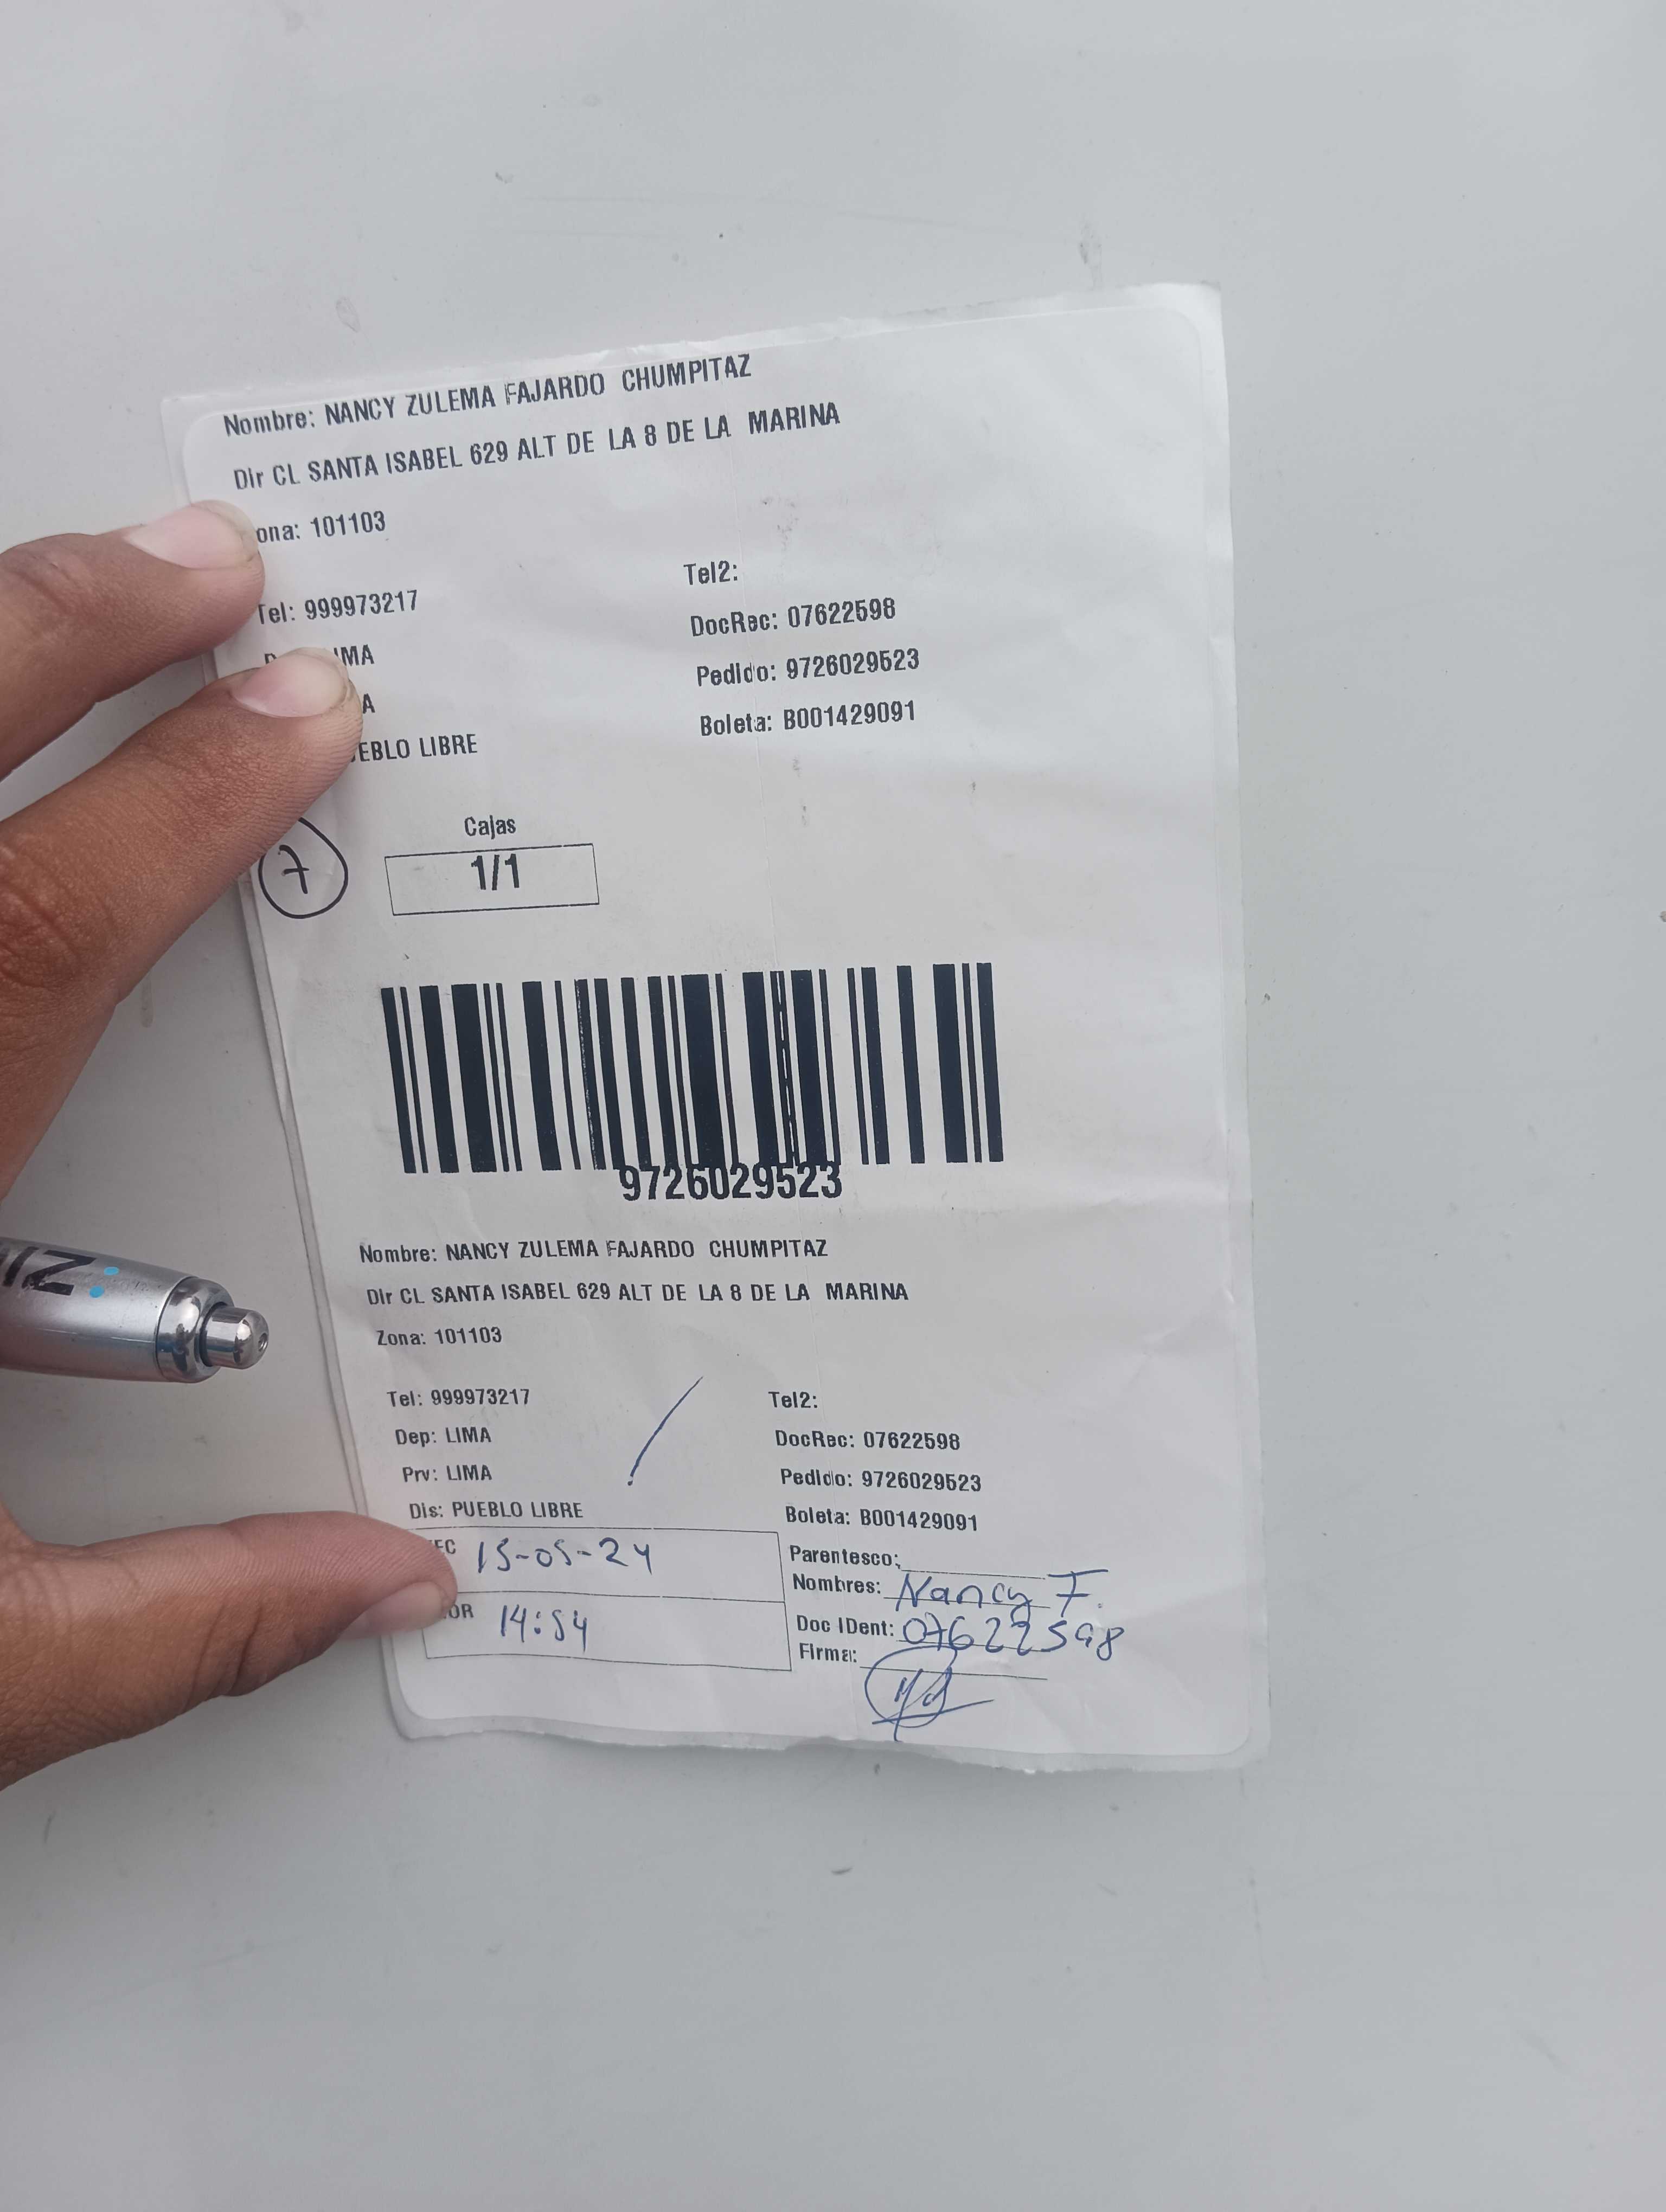 Nombre: NANCY ZULEMA FAJARDO CHUMPITAZ
Dir CL SANTA ISABEL 629 ALT DE LA 8 DE LA MARINA
ona: 101103
Tel2:
Tel: 999973217
DocRec: 07622598
IMA
Pedido: 9726029523
A
Boleta: B001429091
EBLO LIBRE
Cajas
7
1/1
9726029523
Nombre: NANCY ZULEMA FAJARDO CHUMPITAZ
Dir CL SANTA ISABEL 629 ALT DE LA 8 DE LA MARINA
Zona: 101103
Tel: 999973217 Tel2:
Dep: LIMA DocRec: 07622598
Prv: LIMA Pedido: 9726029523
Dis: PUEBLO LIBRE Boleta: B001429091
EC 15-05-24
Parentesco:
Nombres: Nancy F.
OR 14:54
Doc IDent: 07622598
Firma: